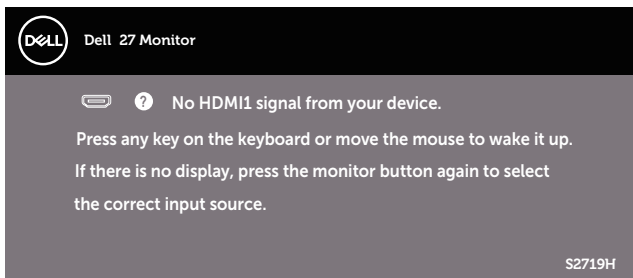 DELL Dell 27 Monitor
? No HDMI1 signal from your device.
Press any key on the keyboard or move the mouse to wake it up.
If there is no display, press the monitor button again to select
the correct input source.
S2719H